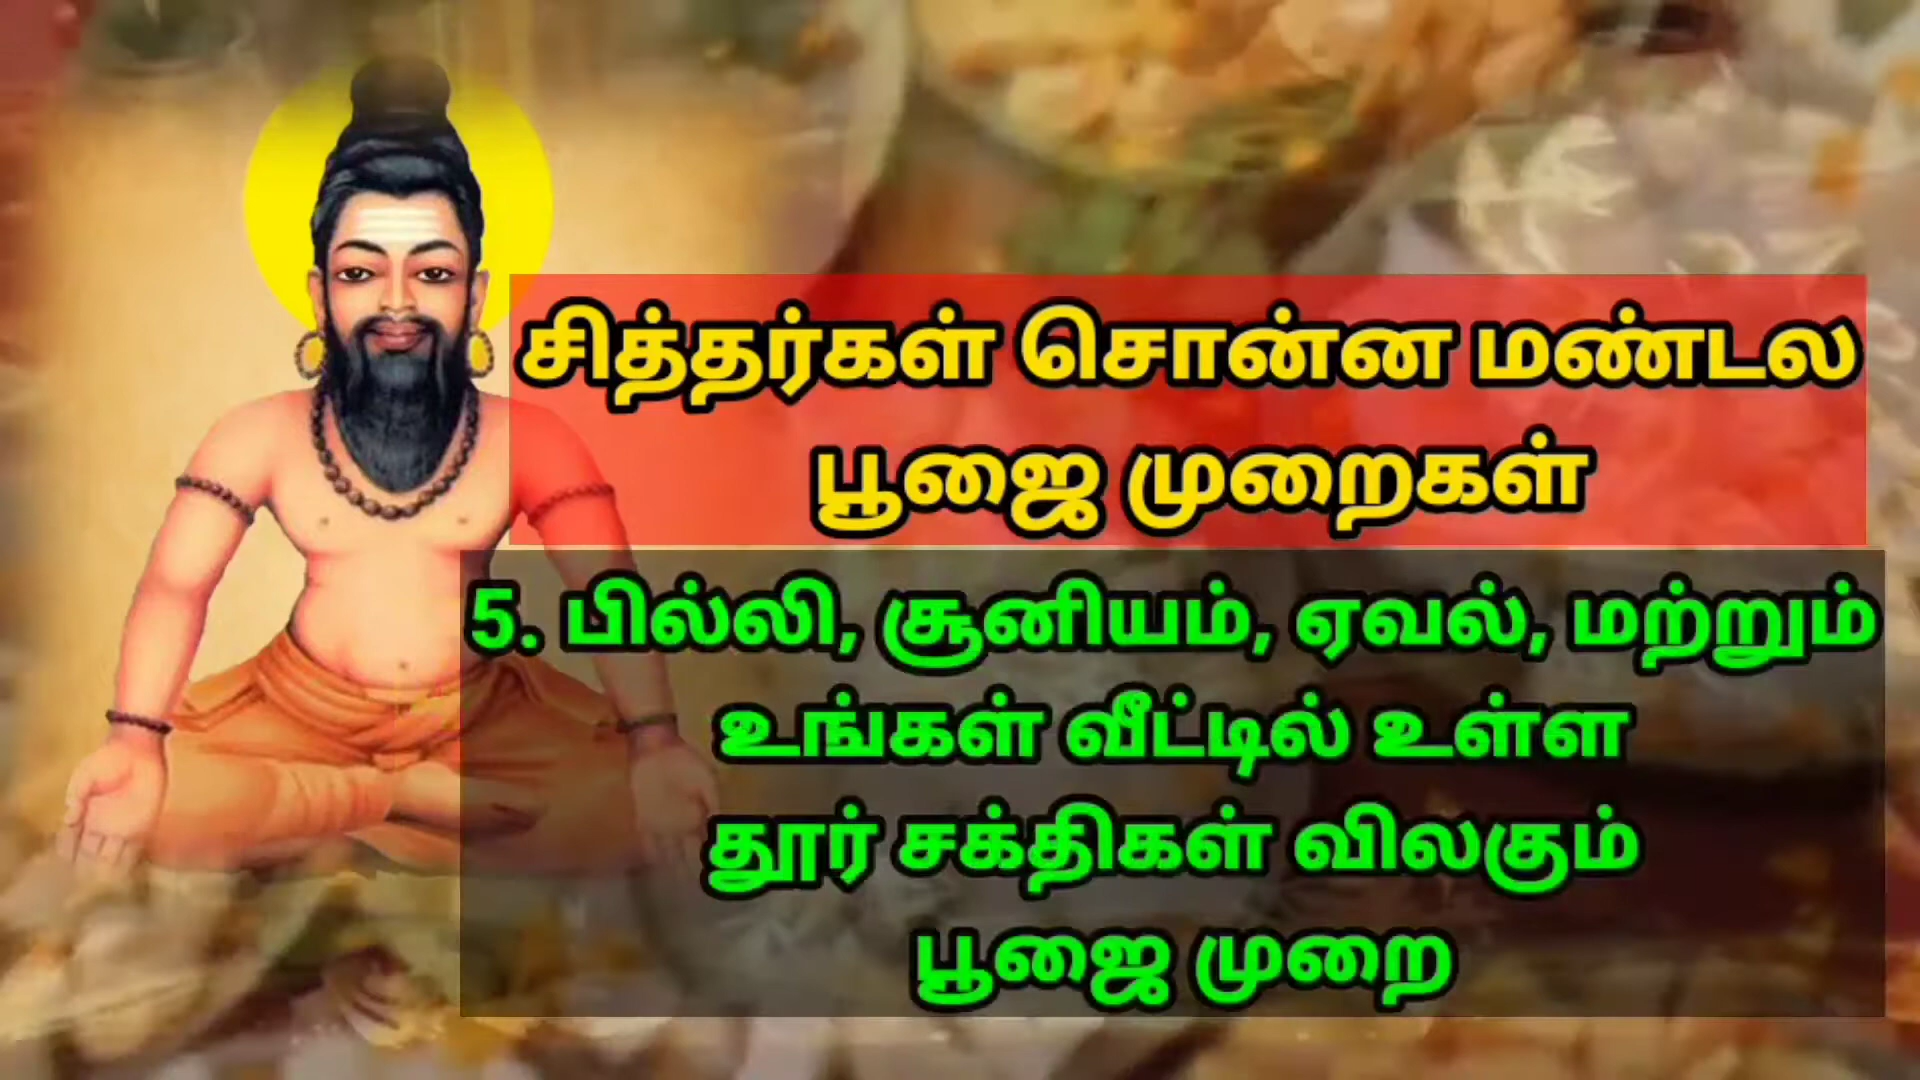 சித்தர்கள் சொன்ன மண்டல
பூஜை முறைகள்
5. பில்லி, சூனியம், ஏவல், மற்றும்
உங்கள் வீட்டில் உள்ள
தூர் சக்திகள் விலகும்
பூஜை முறை